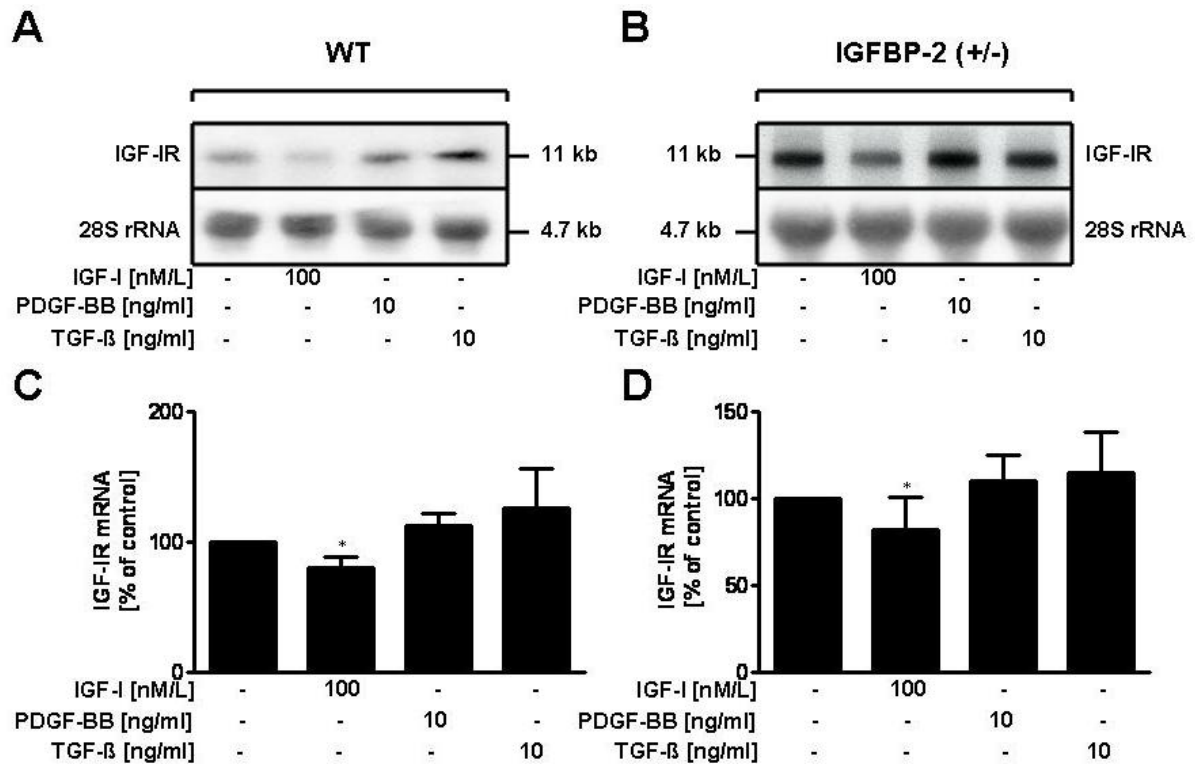 A
B
WT
IGFBP-2 (+/-)
IGF-IR
11 kb
11 kb
IGF-IR
28S rRNA
4.7 kb
4.7 kb
28S rRNA
IGF-I [nM/L] - 100 - -
IGF-I [nM/L] - 100 - -
PDGF-BB [ng/ml] - - 10 -
PDGF-BB [ng/ml] - - 10 -
TGF-ß [ng/ml] - - - 10
TGF-ß [ng/ml] - - - 10
C
200
100
0
IGF-IR mRNA
[% of control]
*
IGF-I [nM/L] - 100 - -
PDGF-BB [ng/ml] - - 10 -
TGF-ß [ng/ml] - - - 10
D
150
100
50
0
IGF-IR mRNA
[% of control]
*
IGF-I [nM/L] - 100 - -
PDGF-BB [ng/ml] - - 10 -
TGF-ß [ng/ml] - - - 10